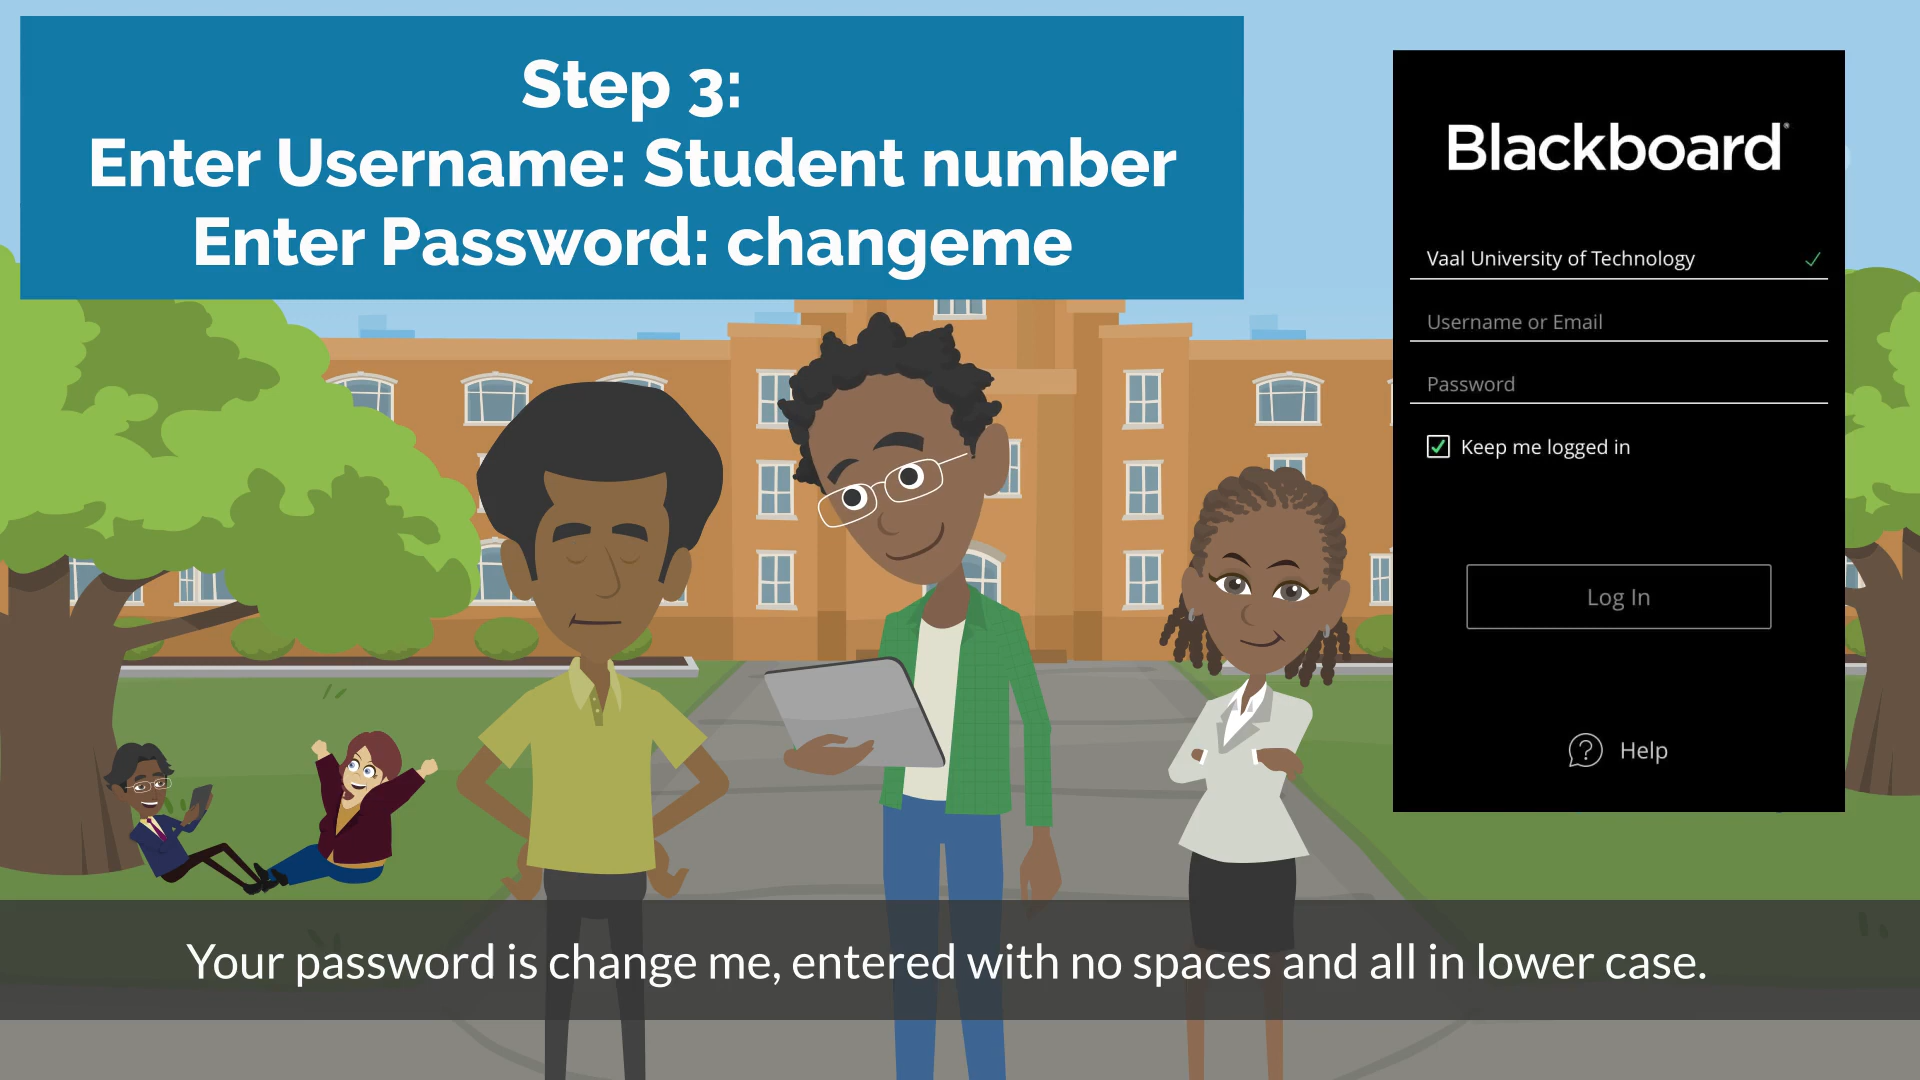 Step 3:
Enter Username: Student number
Enter Password: changeme
Blackboard®
Vaal University of Technology
Username or Email
Password
Keep me logged in
Log In
Help
Your password is change me, entered with no spaces and all in lower case.